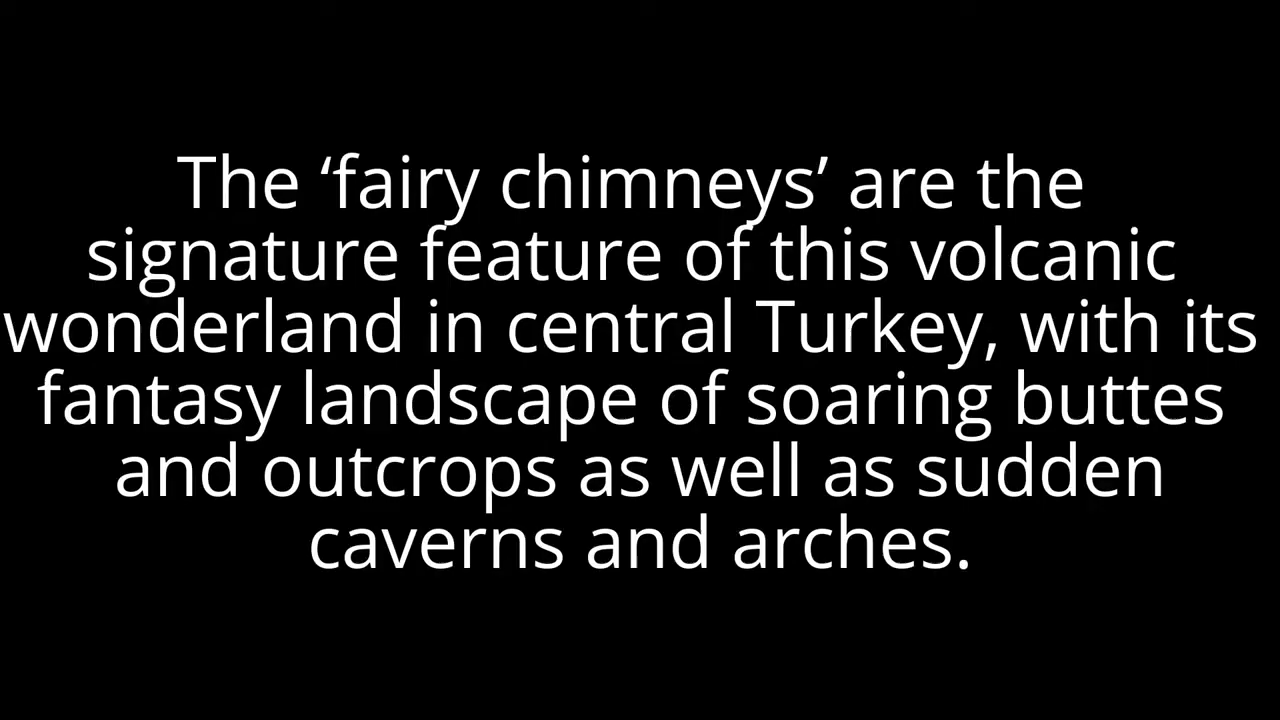 The ‘fairy chimneys’ are the
signature feature of this volcanic
wonderland in central Turkey, with its
fantasy landscape of soaring buttes
and outcrops as well as sudden
caverns and arches.